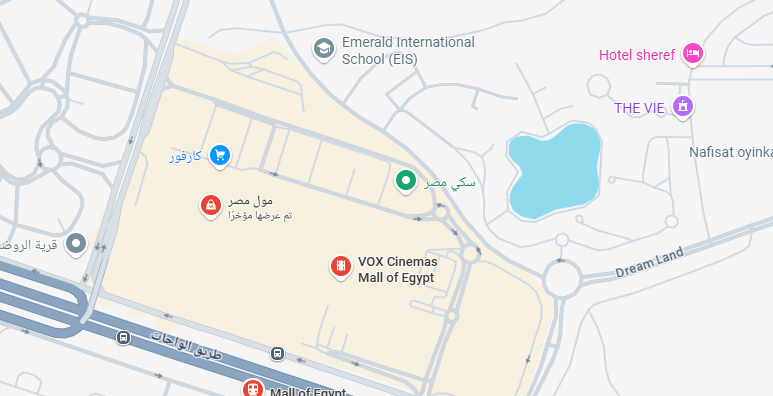 Emerald International
School (EIS)
Hotel sheref
THE VIE
Nafisat oyinka
كارفور
سكي مصر
مول مصر
تم عرضها مؤخرًا
قرية الروضة
VOX Cinemas
Mall of Egypt
Dream Land
طريق الواحات
Mall of Egypt